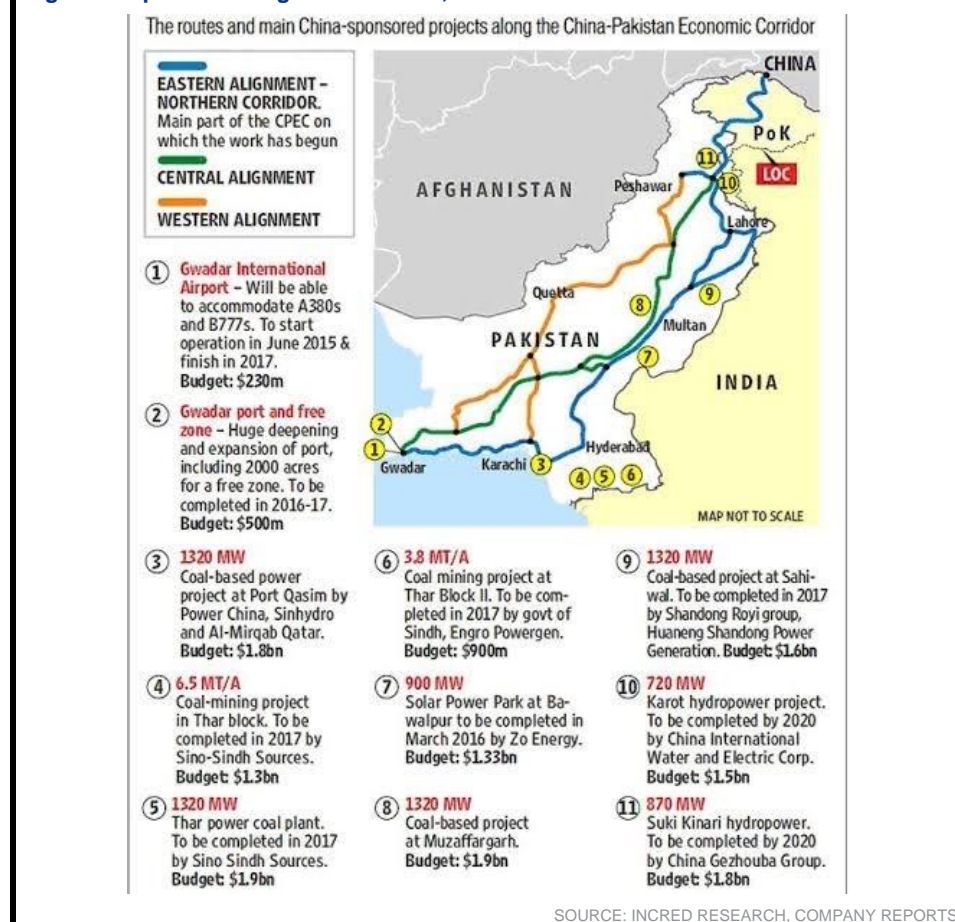 The routes and main China-sponsored projects along the China-Pakistan Economic Corridor
EASTERN ALIGNMENT –
NORTHERN CORRIDOR.
Main part of the CPEC on
which the work has begun
CENTRAL ALIGNMENT
WESTERN ALIGNMENT
CHINA
PoK
LOC
AFGHANISTAN
Peshawar
11
10
Lahore
Quetta
8
9
Multan
PAKISTAN
7
INDIA
2
1
Gwadar
Karachi
3
Hyderabad
4
5
6
MAP NOT TO SCALE
1 Gwadar International
Airport – Will be able
to accommodate A380s
and B777s. To start
operation in June 2015 &
finish in 2017.
Budget: $230m
2 Gwadar port and free
zone – Huge deepening
and expansion of port,
including 2000 acres
for a free zone. To be
completed in 2016-17.
Budget: $500m
3 1320 MW
Coal-based power
project at Port Qasim by
Power China, Sinhydro
and Al-Mirqab Qatar.
Budget: $1.8bn
4 6.5 MT/A
Coal-mining project
in Thar block. To be
completed in 2017 by
Sino-Sindh Sources.
Budget: $1.3bn
5 1320 MW
Thar power coal plant.
To be completed in 2017
by Sino Sindh Sources.
Budget: $1.9bn
6 3.8 MT/A
Coal mining project at
Thar Block II. To be com-
pleted in 2017 by govt of
Sindh, Engro Powergen.
Budget: $900m
7 900 MW
Solar Power Park at Ba-
walpur to be completed in
March 2016 by Zo Energy.
Budget: $1.33bn
8 1320 MW
Coal-based project
at Muzaffargarh.
Budget: $1.9bn
9 1320 MW
Coal-based project at Sahi-
wal. To be completed in 2017
by Shandong Royi group,
Huaneng Shandong Power
Generation. Budget: $1.6bn
10 720 MW
Karot hydropower project.
To be completed by 2020
by China International
Water and Electric Corp.
Budget: $1.5bn
11 870 MW
Suki Kinari hydropower.
To be completed by 2020
by China Gezhouba Group.
Budget: $1.8bn
SOURCE: INCRED RESEARCH, COMPANY REPORTS